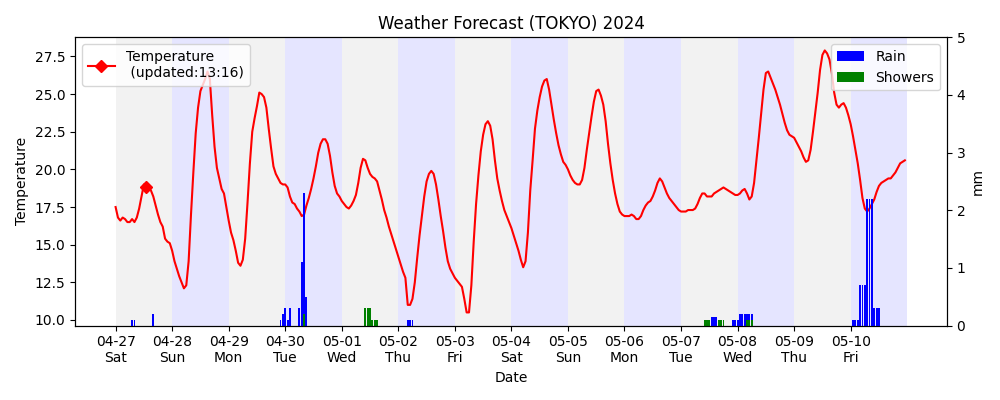 Weather Forecast (TOKYO) 2024
Temperature
(updated:13:16)
Rain
Showers
Temperature
27.5
25.0
22.5
20.0
17.5
15.0
12.5
10.0
5
4
3
2
1
0
mm
04-27 04-28 04-29 04-30 05-01 05-02 05-03 05-04 05-05 05-06 05-07 05-08 05-09 05-10
Sat Sun Mon Tue Wed Thu Fri Sat Sun Mon Tue Wed Thu Fri
Date